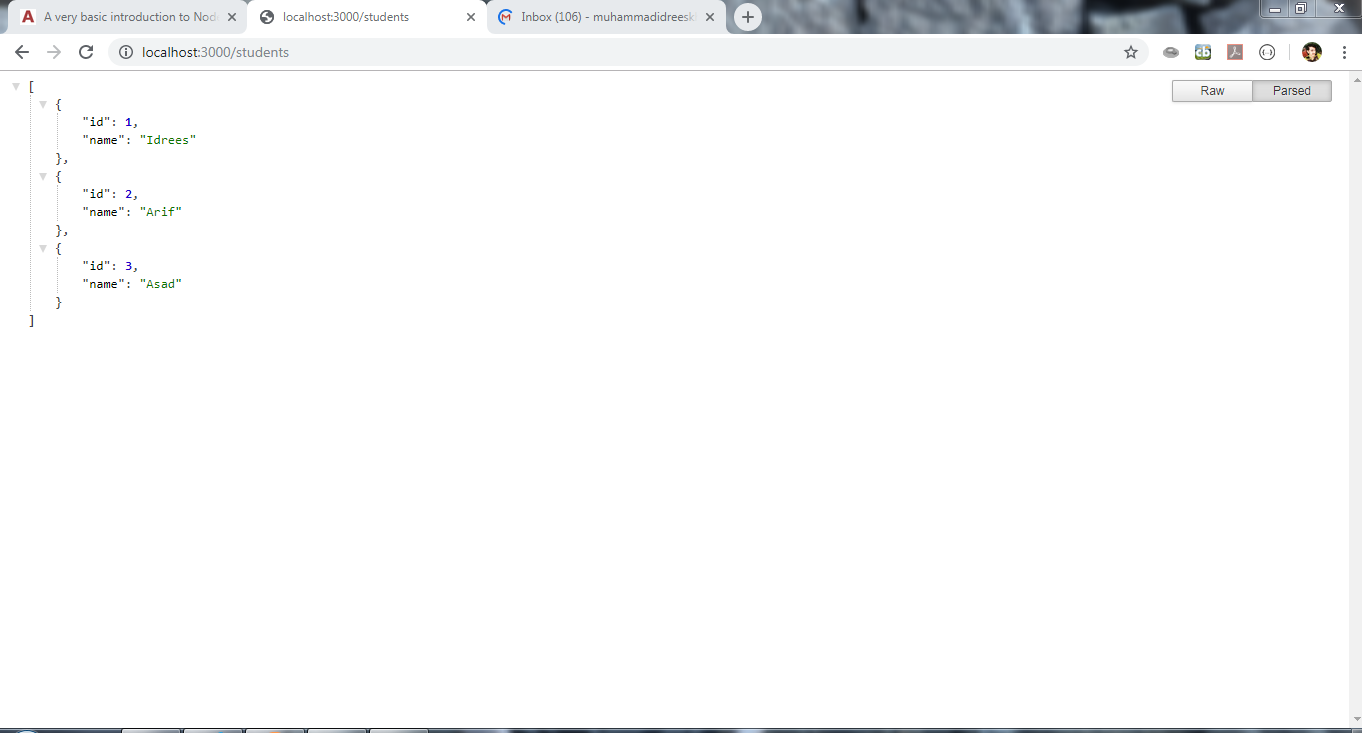 A very basic introduction to Nod
localhost:3000/students
Inbox (106) - muhammadidreesk
localhost:3000/students
Raw
Parsed
[
{
"id": 1,
"name": "Idrees"
},
{
"id": 2,
"name": "Arif"
},
{
"id": 3,
"name": "Asad"
}
]